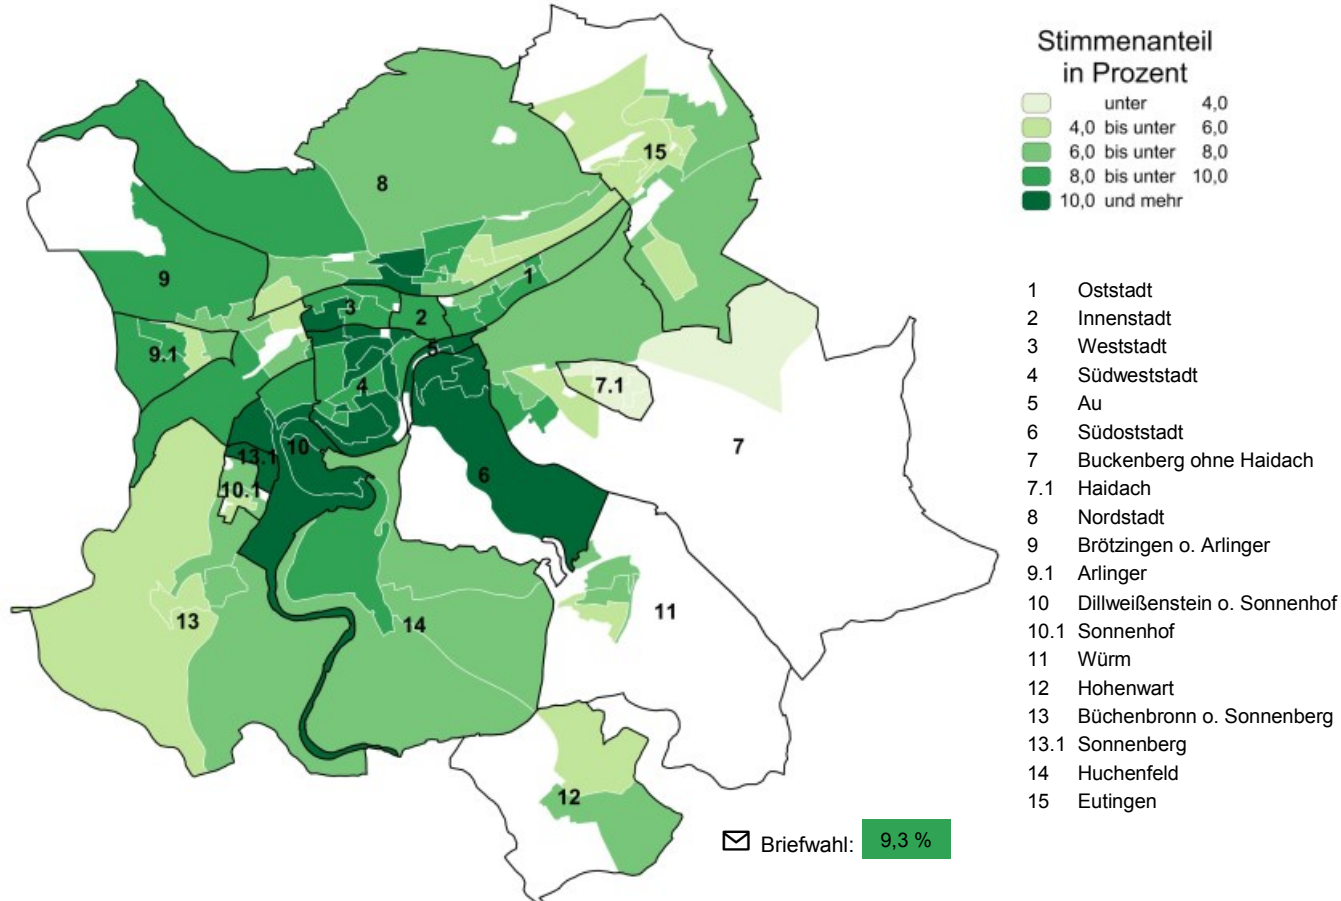 Stimmenanteil
in Prozent
unter 4,0
4,0 bis unter 6,0
6,0 bis unter 8,0
8,0 bis unter 10,0
10,0 und mehr
1 Oststadt
2 Innenstadt
3 Weststadt
4 Südweststadt
5 Au
6 Südoststadt
7 Buckenberg ohne Haidach
7.1 Haidach
8 Nordstadt
9 Brötzingen o. Arlinger
9.1 Arlinger
10 Dillweißenstein o. Sonnenhof
10.1 Sonnenhof
11 Würm
12 Hohenwart
13 Büchenbronn o. Sonnenberg
13.1 Sonnenberg
14 Huchenfeld
15 Eutingen
15
8
9
1
3
2
9.1
5
4
7.1
10
7
13.1
6
10.1
11
13
14
12
Briefwahl: 9,3 %